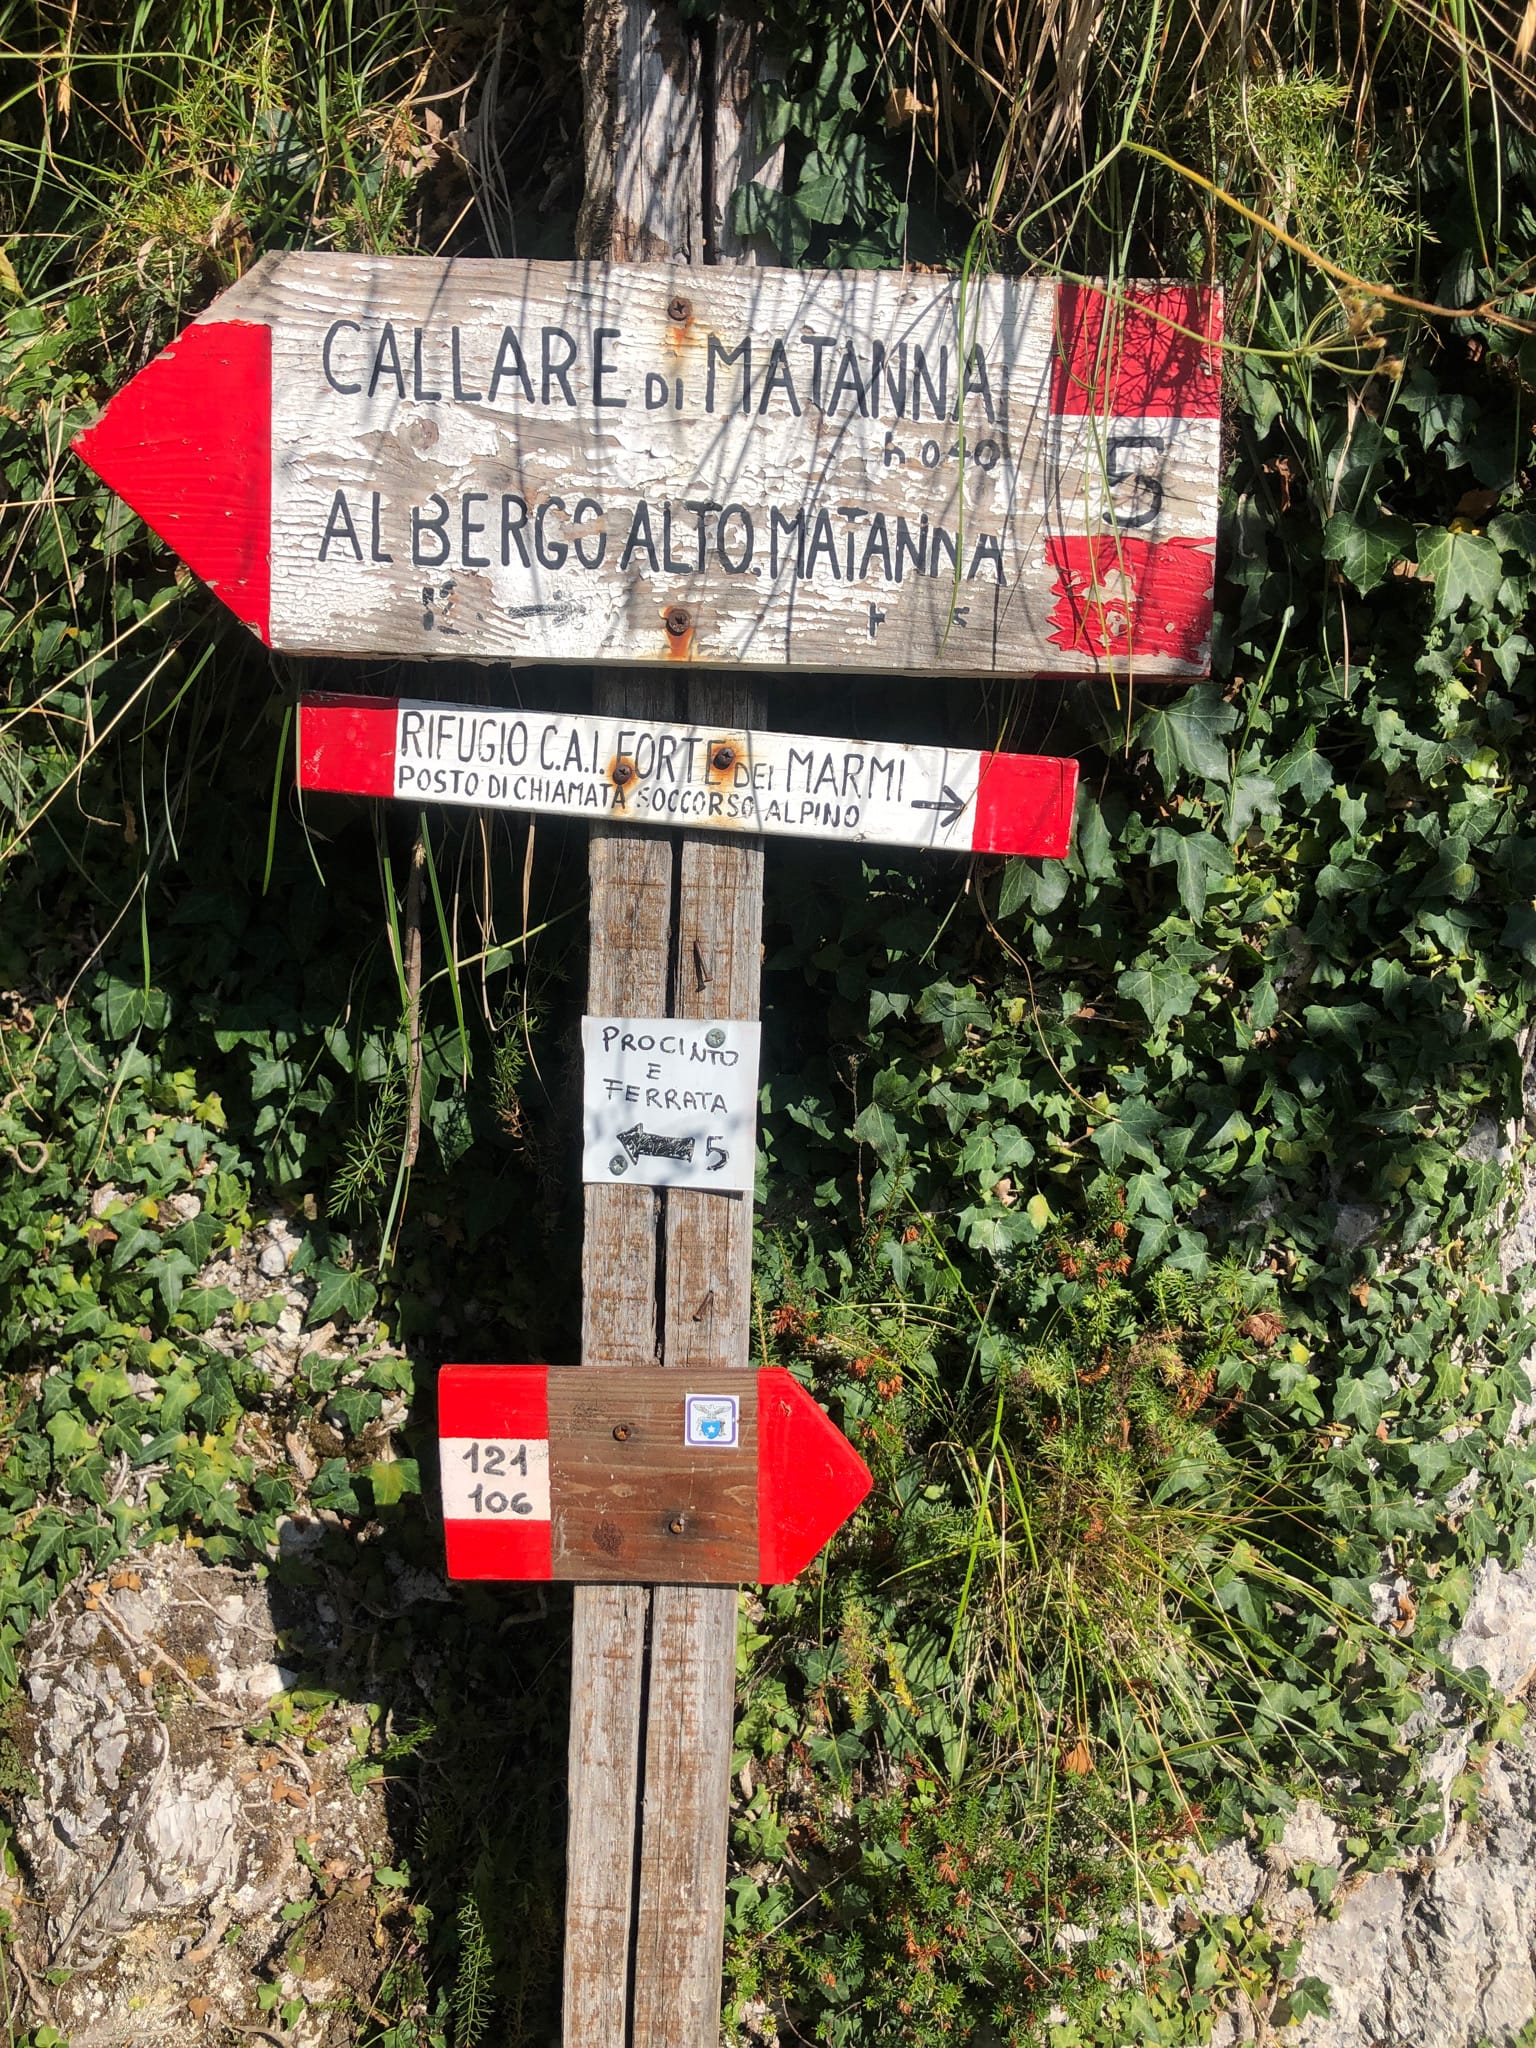 CALLARE DI MATANNA
5
ALBERGO ALTO.MATANNA
RIFUGIO C.A.I. FORTE DEI MARMI
POSTO DI CHIAMATA SOCCORSO ALPINO →
PROCINTO
E
FERRATA
5
121
106